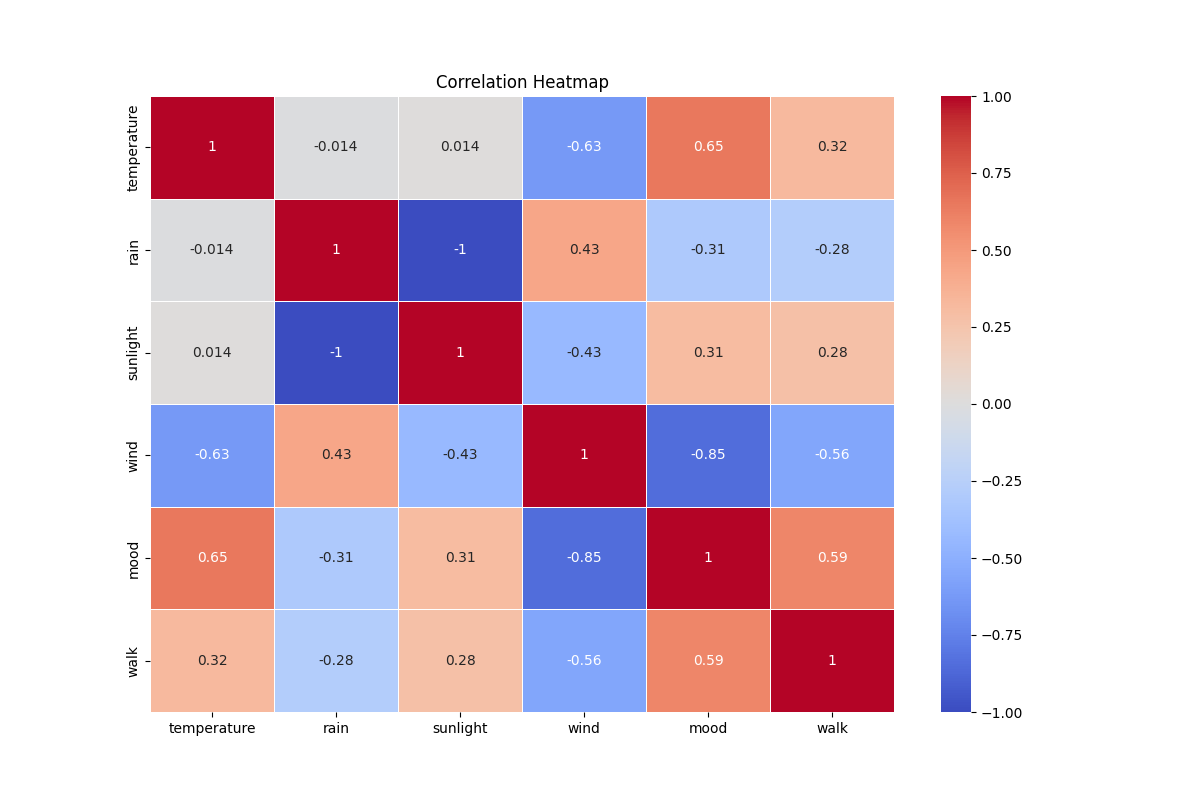 Correlation Heatmap
temperature 1 -0.014 0.014 -0.63 0.65 0.32
rain -0.014 1 -1 0.43 -0.31 -0.28
sunlight 0.014 -1 1 -0.43 0.31 0.28
wind -0.63 0.43 -0.43 1 -0.85 -0.56
mood 0.65 -0.31 0.31 -0.85 1 0.59
walk 0.32 -0.28 0.28 -0.56 0.59 1
temperature rain sunlight wind mood walk
1.00
0.75
0.50
0.25
0.00
−0.25
−0.50
−0.75
−1.00